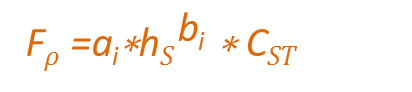 F_ρ =a_i*h_S^b_i * C_ST